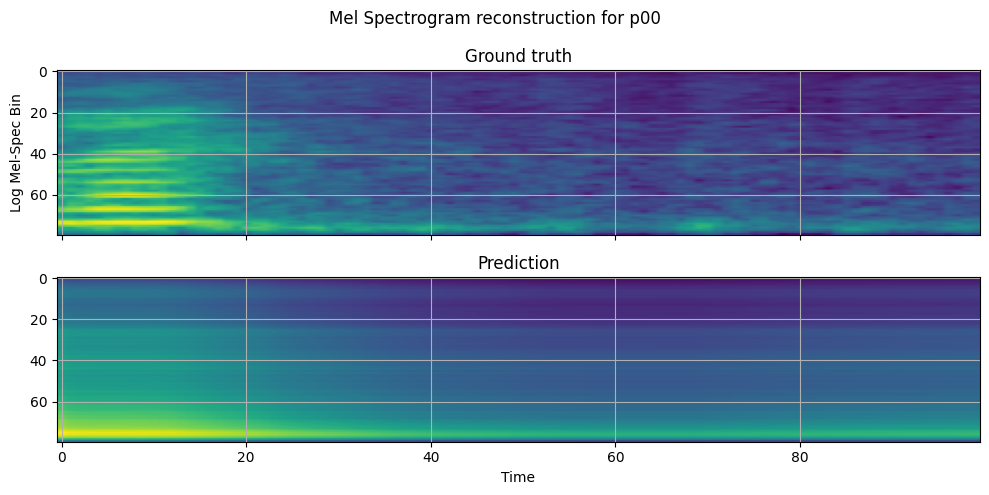 Mel Spectrogram reconstruction for p00
Ground truth
Log Mel-Spec Bin
0
20
40
60
Prediction
0
20
40
60
0 20 40 60 80
Time